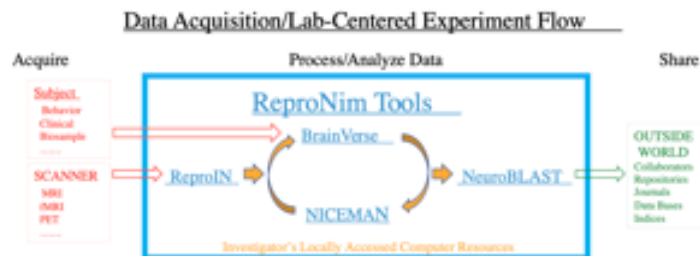 Data Acquisition/Lab-Centered Experiment Flow
Acquire
Process/Analyze Data
Share
Subject
Behavior
Clinical
Biosample
......
SCANNER
MRI
fMRI
PET
......
ReproNim Tools
BrainVerse
ReproIN
NICEMAN
NeuroBLAST
Investigator's Locally Accessed Computer Resources
OUTSIDE
WORLD
Collaborators
Repositories
Journals
Data Bases
Indices